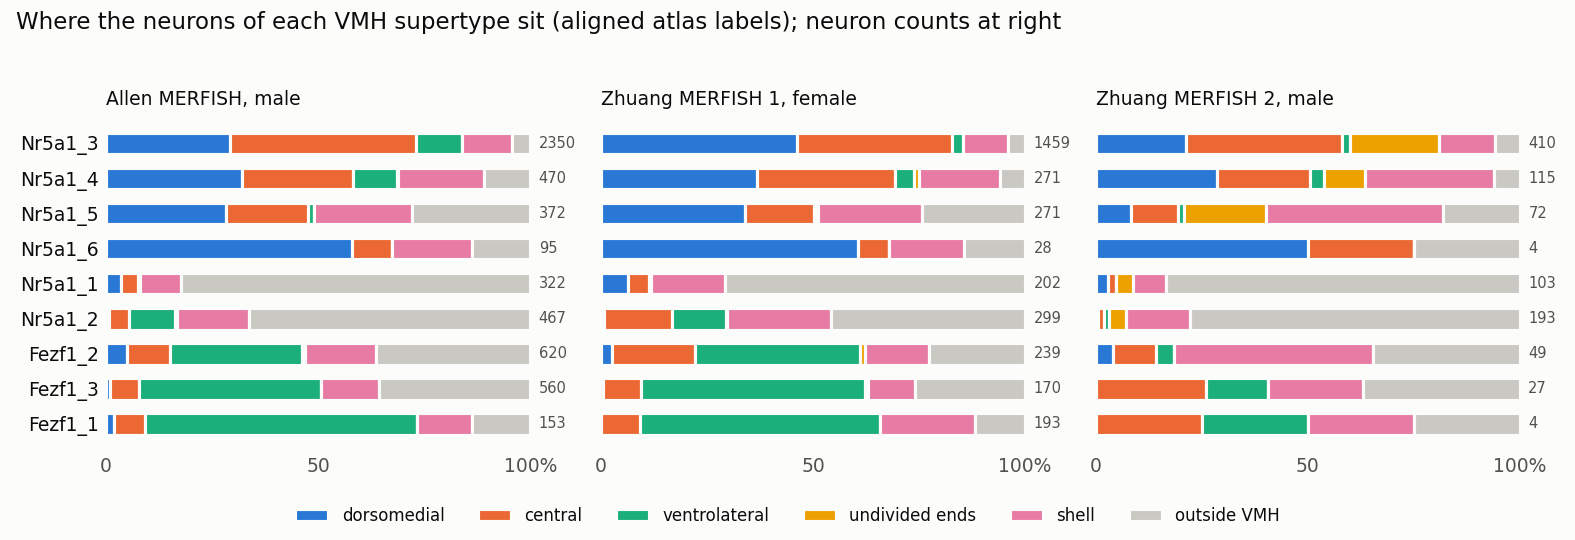 Where the neurons of each VMH supertype sit (aligned atlas labels); neuron counts at right
Allen MERFISH, male
Zhuang MERFISH 1, female
Zhuang MERFISH 2, male
Nr5a1_3 2350 1459 410
Nr5a1_4 470 271 115
Nr5a1_5 372 271 72
Nr5a1_6 95 28 4
Nr5a1_1 322 202 103
Nr5a1_2 467 299 193
Fezf1_2 620 239 49
Fezf1_3 560 170 27
Fezf1_1 153 193 4
0 50 100% 0 50 100% 0 50 100%
dorsomedial central ventrolateral undivided ends shell outside VMH